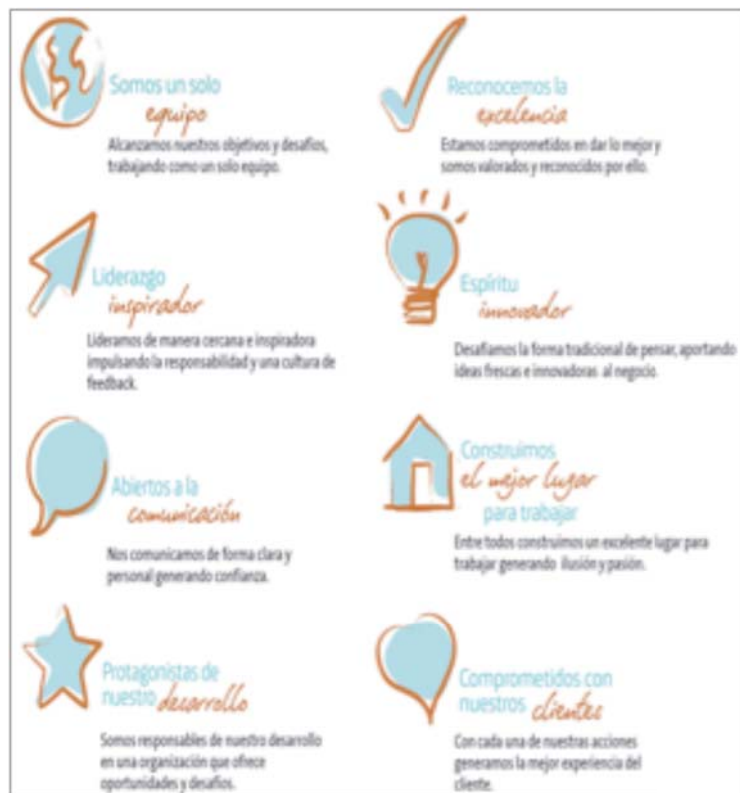 Somos un solo
equipo
Alcanzamos nuestros objetivos y desafíos,
trabajando como un solo equipo.
Reconocemos la
excelencia
Estamos comprometidos en dar lo mejor y
somos valorados y reconocidos por ello.
Liderazgo
inspirador
Lideramos de manera cercana e inspiradora
impulsando la responsabilidad y una cultura de
feedback.
Espíritu
innovador
Desafiamos la forma tradicional de pensar, aportando
ideas frescas e innovadoras al negocio.
Abiertos a la
comunicación
Nos comunicamos de forma clara y
personal generando confianza.
Construimos
el mejor lugar
para trabajar
Entre todos construimos un excelente lugar para
trabajar generando ilusión y pasión.
Protagonistas de
nuestro desarrollo
Somos responsables de nuestro desarrollo
en una organización que ofrece
oportunidades y desafíos.
Comprometidos con
nuestros clientes
Con cada una de nuestras acciones
generamos la mejor experiencia del
cliente.